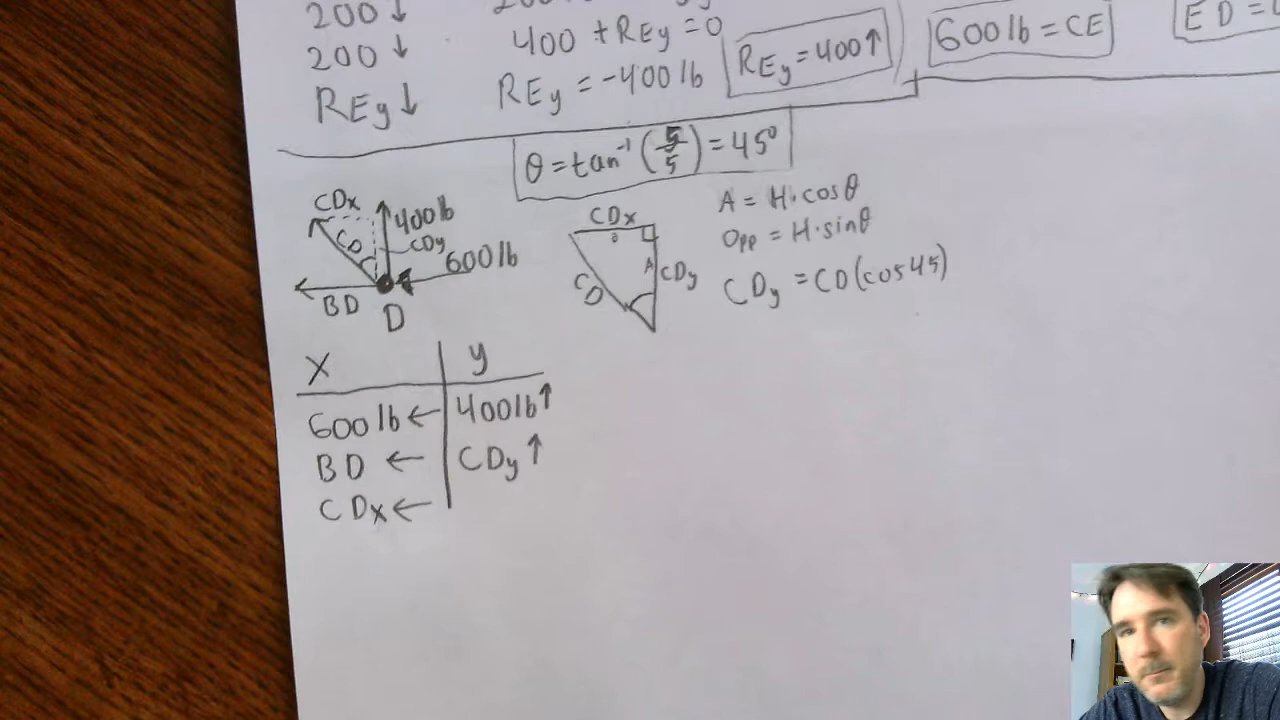 200↓
200↓
400 + REy = 0
REy↓
REy = -400 lb
REy = 400↑
600 lb = CE
ED =
θ = tan⁻¹(5/5) = 45°
CDx
400 lb
CD
CDy
600 lb
BD
D
CDx
CD
A
CDy
A = H·cosθ
Opp = H·sinθ
CDy = CD(cos45)
X | y
600 lb ← | 400 lb↑
BD ← | CDy↑
CDx ←